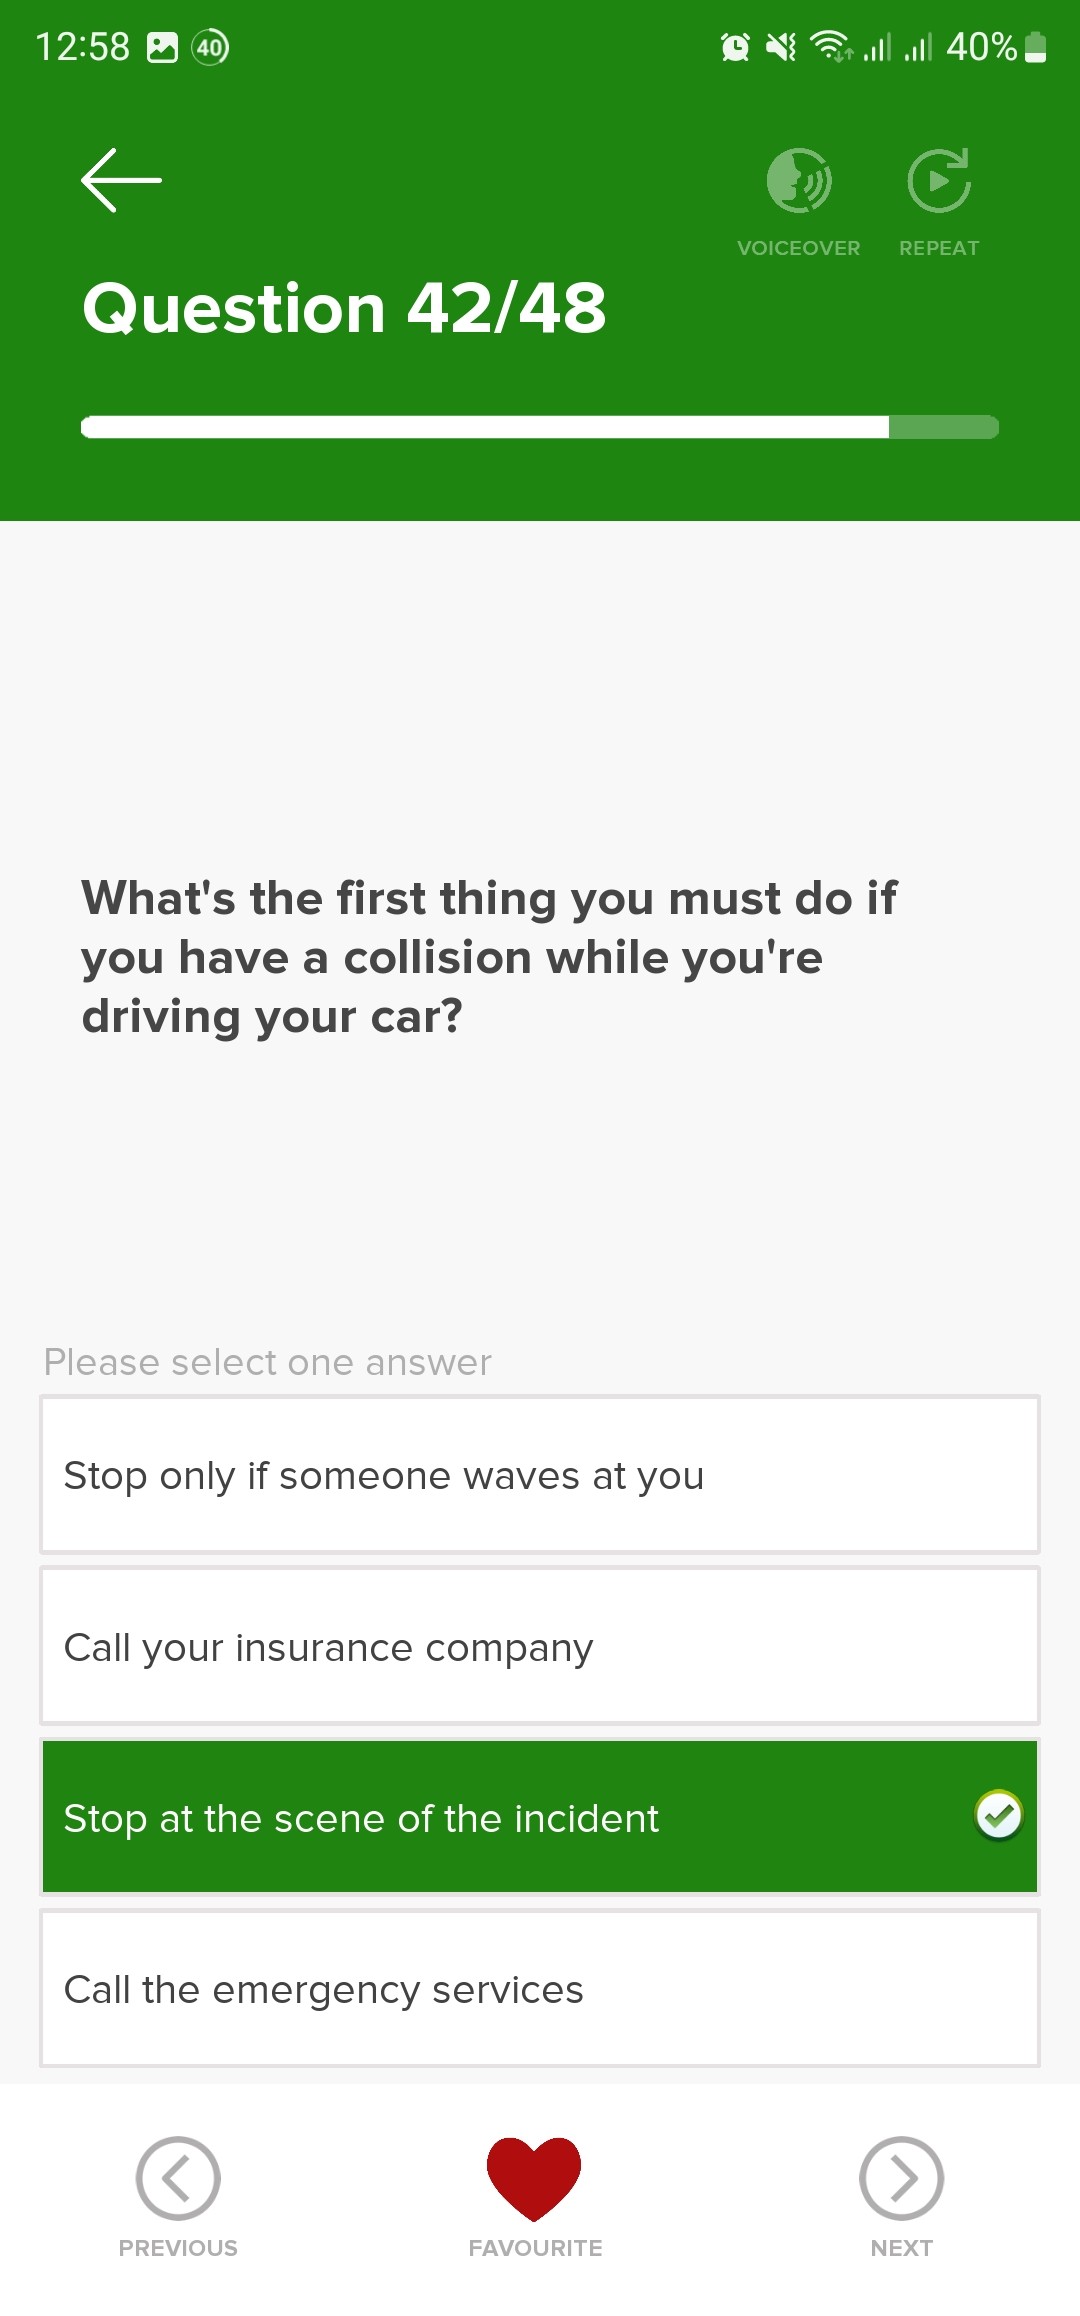 12:58 40 40%
VOICEOVER REPEAT
Question 42/48
What's the first thing you must do if
you have a collision while you're
driving your car?
Please select one answer
Stop only if someone waves at you
Call your insurance company
Stop at the scene of the incident
Call the emergency services
PREVIOUS FAVOURITE NEXT